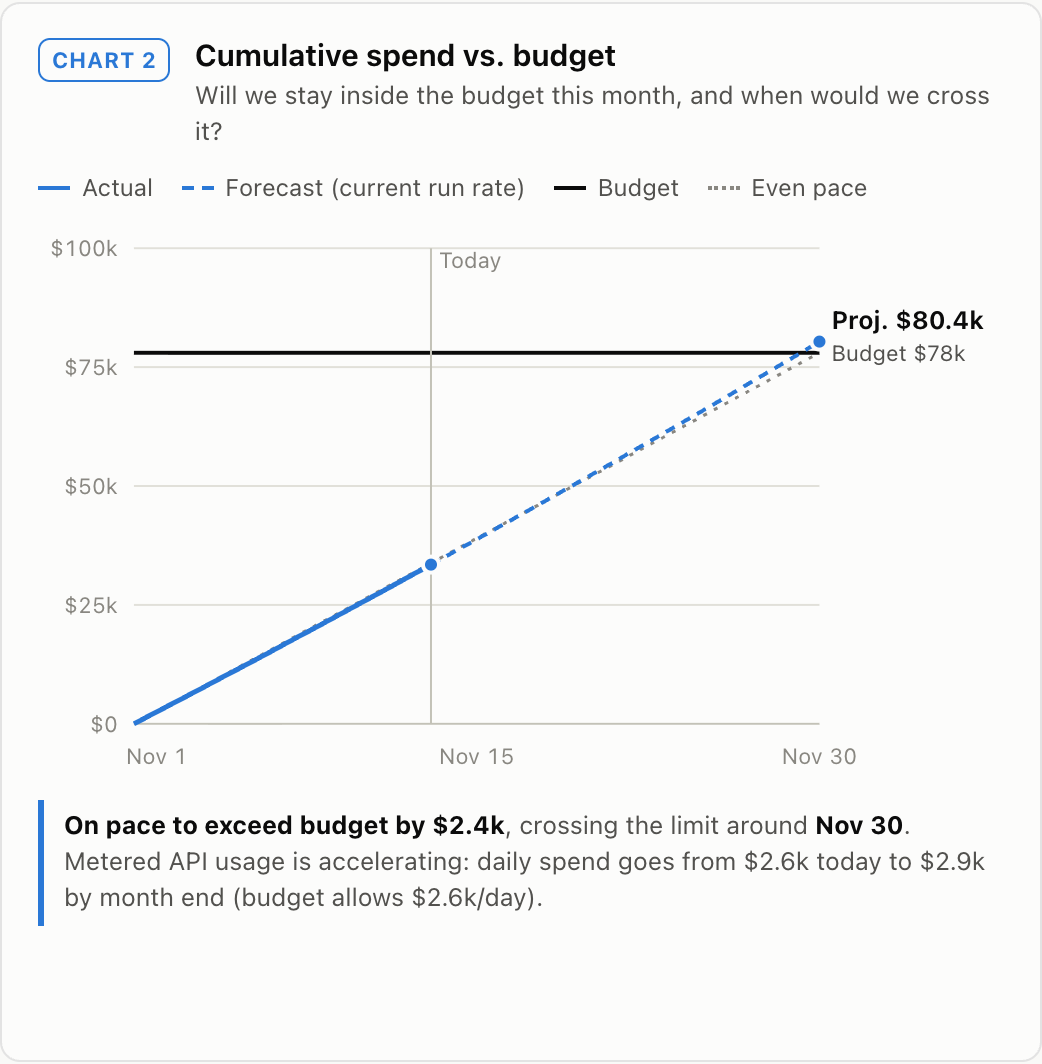 CHART 2
Cumulative spend vs. budget
Will we stay inside the budget this month, and when would we cross
it?
Actual
Forecast (current run rate)
Budget
Even pace
$100k
Today
Proj. $80.4k
Budget $78k
$75k
$50k
$25k
$0
Nov 1
Nov 15
Nov 30
On pace to exceed budget by $2.4k, crossing the limit around Nov 30.
Metered API usage is accelerating: daily spend goes from $2.6k today to $2.9k
by month end (budget allows $2.6k/day).